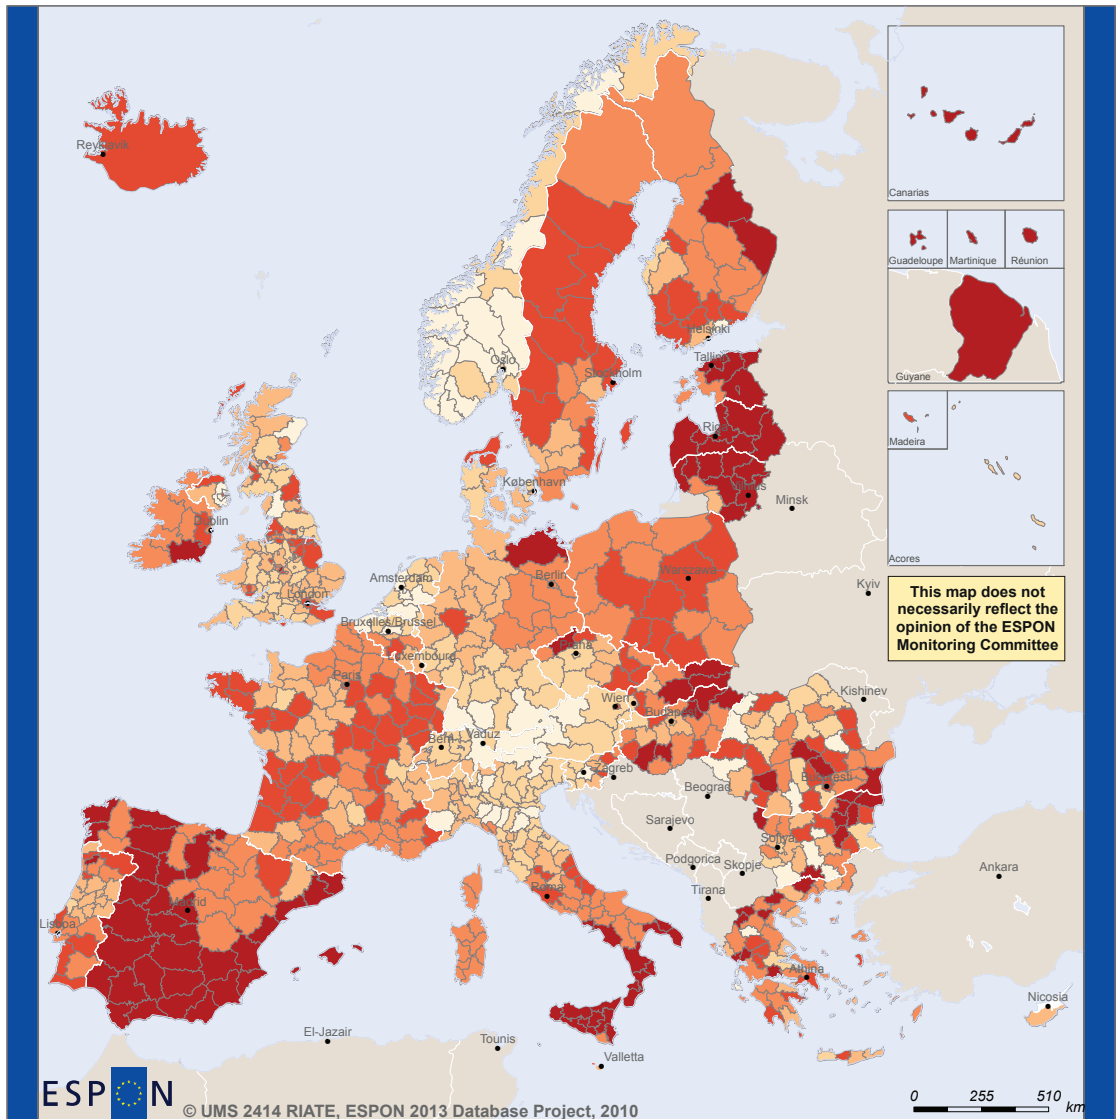 Reykjavik
Canarias
Guadeloupe
Martinique
Réunion
Guyane
Madeira
Acores
This map does not
necessarily reflect the
opinion of the ESPON
Monitoring Committee
Oslo
Helsinki
Stockholm
Tallinn
Riga
Vilnius
Minsk
København
Dublin
Amsterdam
Berlin
Warszawa
London
Kyiv
Bruxelles/Brussel
Luxembourg
Praha
Paris
Wien
Kishinev
Budapest
Bern
Vaduz
Zagreb
Bucuresti
Beograd
Sarajevo
Sofiya
Podgorica
Skopje
Ankara
Tirana
Roma
Madrid
Lisboa
Athina
Nicosia
El-Jazair
Tounis
Valletta
ESPON
© UMS 2414 RIATE, ESPON 2013 Database Project, 2010
0 255 510
km